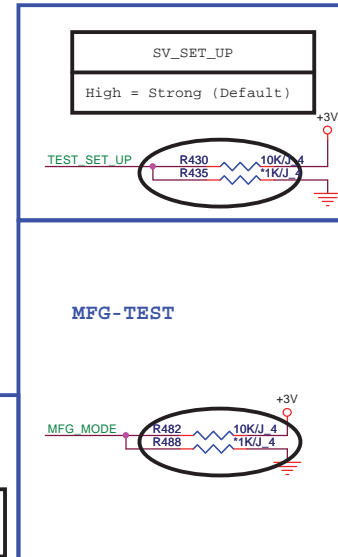 SV_SET_UP
High = Strong (Default)
+3V
TEST_SET_UP R430 10K/J_4
R435 *1K/J_4
MFG-TEST
+3V
MFG_MODE R482 10K/J_4
R488 *1K/J_4